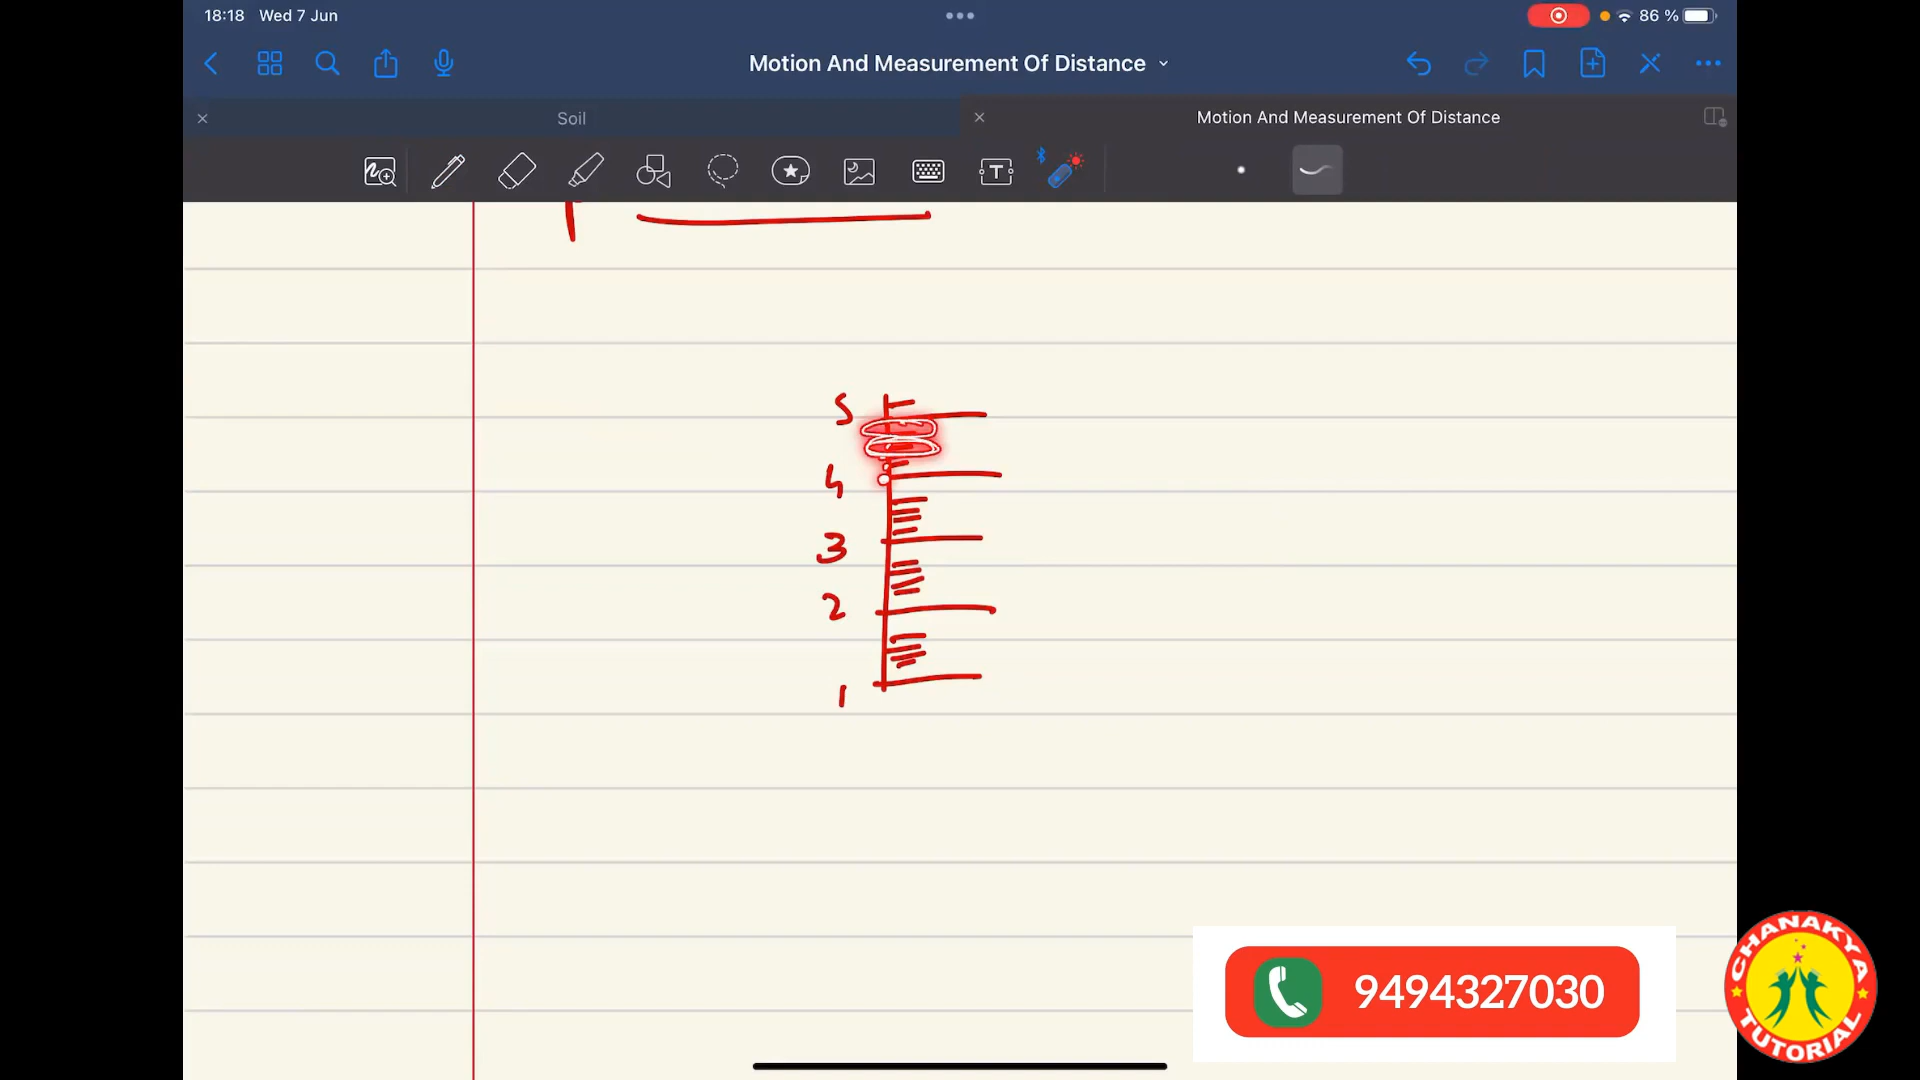 18:18 Wed 7 Jun
86 %
Motion And Measurement Of Distance
Soil
Motion And Measurement Of Distance
T
5
4
3
2
1
9494327030
CHANAKYA
TUTORIAL